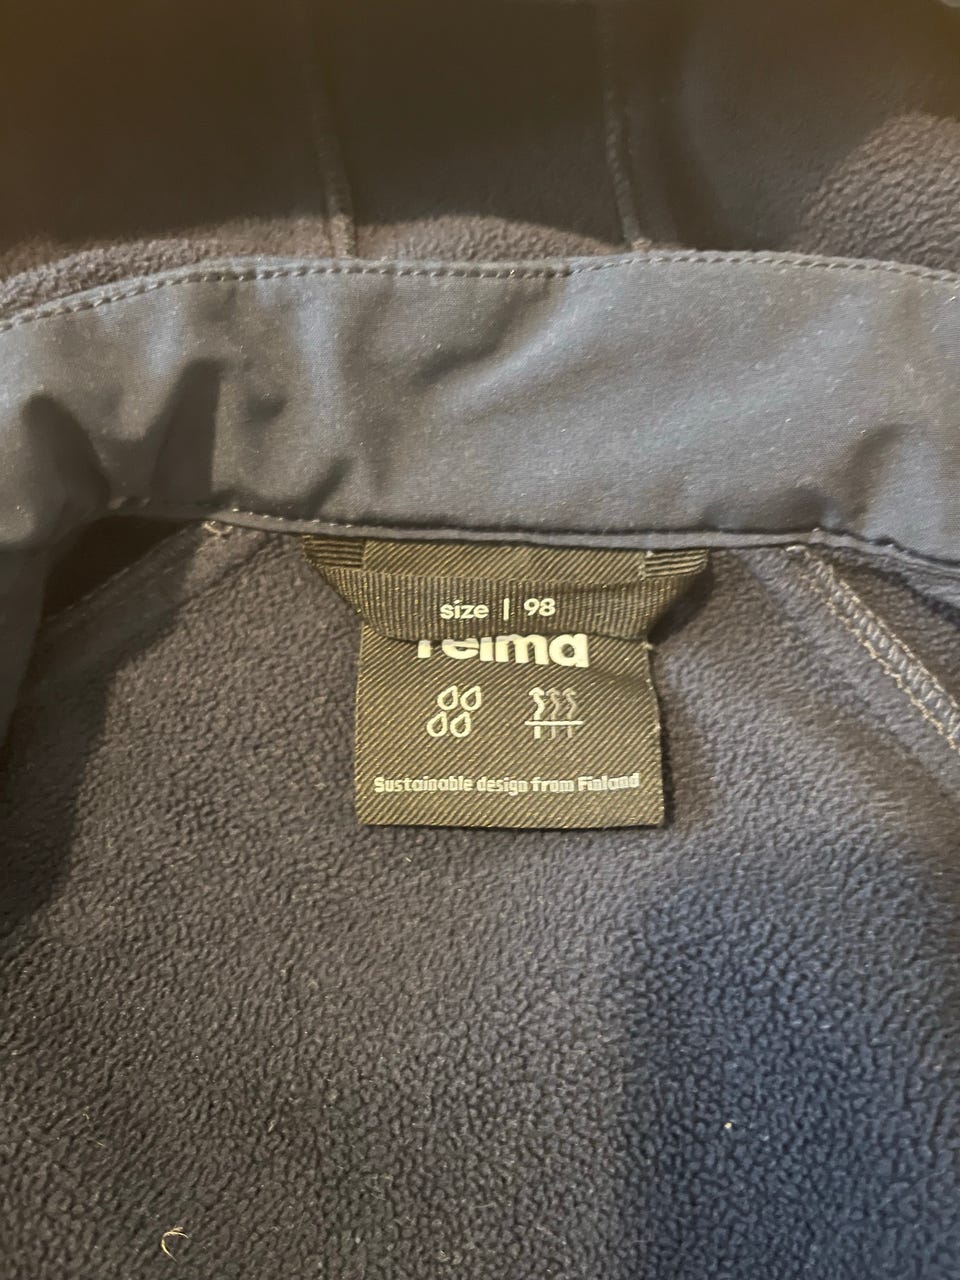 size | 98
reima
Sustainable design from Finland